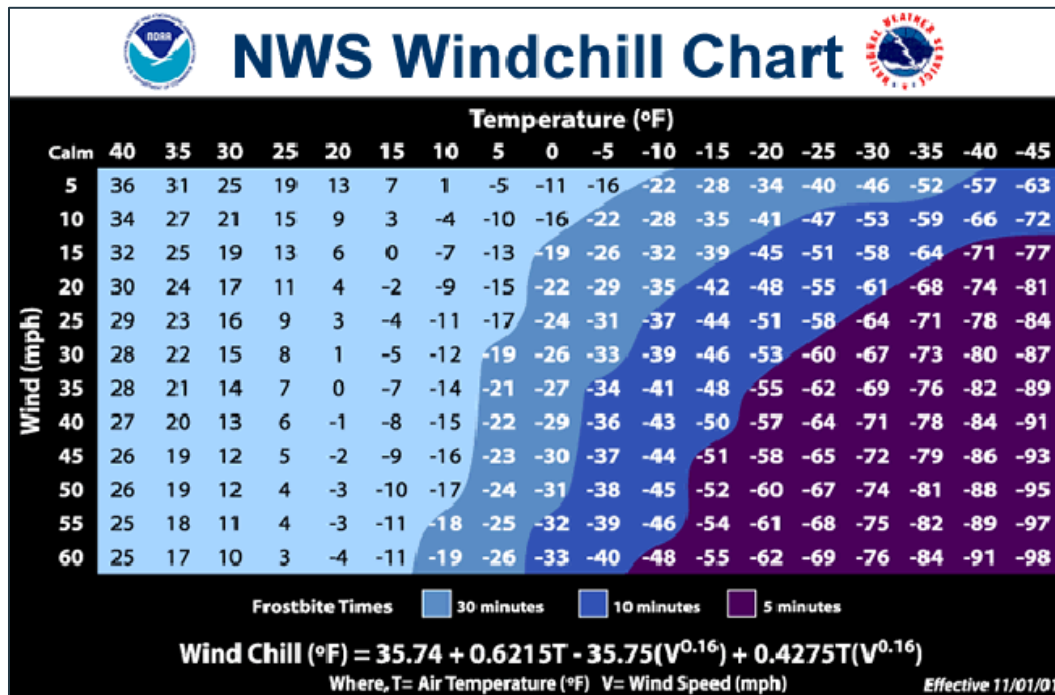 NOAA
NWS Windchill Chart
NATIONAL WEATHER SERVICE
Temperature (ºF)
Calm 40 35 30 25 20 15 10 5 0 -5 -10 -15 -20 -25 -30 -35 -40 -45
Wind (mph)
5 36 31 25 19 13 7 1 -5 -11 -16 -22 -28 -34 -40 -46 -52 -57 -63
10 34 27 21 15 9 3 -4 -10 -16 -22 -28 -35 -41 -47 -53 -59 -66 -72
15 32 25 19 13 6 0 -7 -13 -19 -26 -32 -39 -45 -51 -58 -64 -71 -77
20 30 24 17 11 4 -2 -9 -15 -22 -29 -35 -42 -48 -55 -61 -68 -74 -81
25 29 23 16 9 3 -4 -11 -17 -24 -31 -37 -44 -51 -58 -64 -71 -78 -84
30 28 22 15 8 1 -5 -12 -19 -26 -33 -39 -46 -53 -60 -67 -73 -80 -87
35 28 21 14 7 0 -7 -14 -21 -27 -34 -41 -48 -55 -62 -69 -76 -82 -89
40 27 20 13 6 -1 -8 -15 -22 -29 -36 -43 -50 -57 -64 -71 -78 -84 -91
45 26 19 12 5 -2 -9 -16 -23 -30 -37 -44 -51 -58 -65 -72 -79 -86 -93
50 26 19 12 4 -3 -10 -17 -24 -31 -38 -45 -52 -60 -67 -74 -81 -88 -95
55 25 18 11 4 -3 -11 -18 -25 -32 -39 -46 -54 -61 -68 -75 -82 -89 -97
60 25 17 10 3 -4 -11 -19 -26 -33 -40 -48 -55 -62 -69 -76 -84 -91 -98
Frostbite Times 30 minutes 10 minutes 5 minutes
Wind Chill (ºF) = 35.74 + 0.6215T - 35.75(V^0.16) + 0.4275T(V^0.16)
Where, T= Air Temperature (ºF) V= Wind Speed (mph) Effective 11/01/01